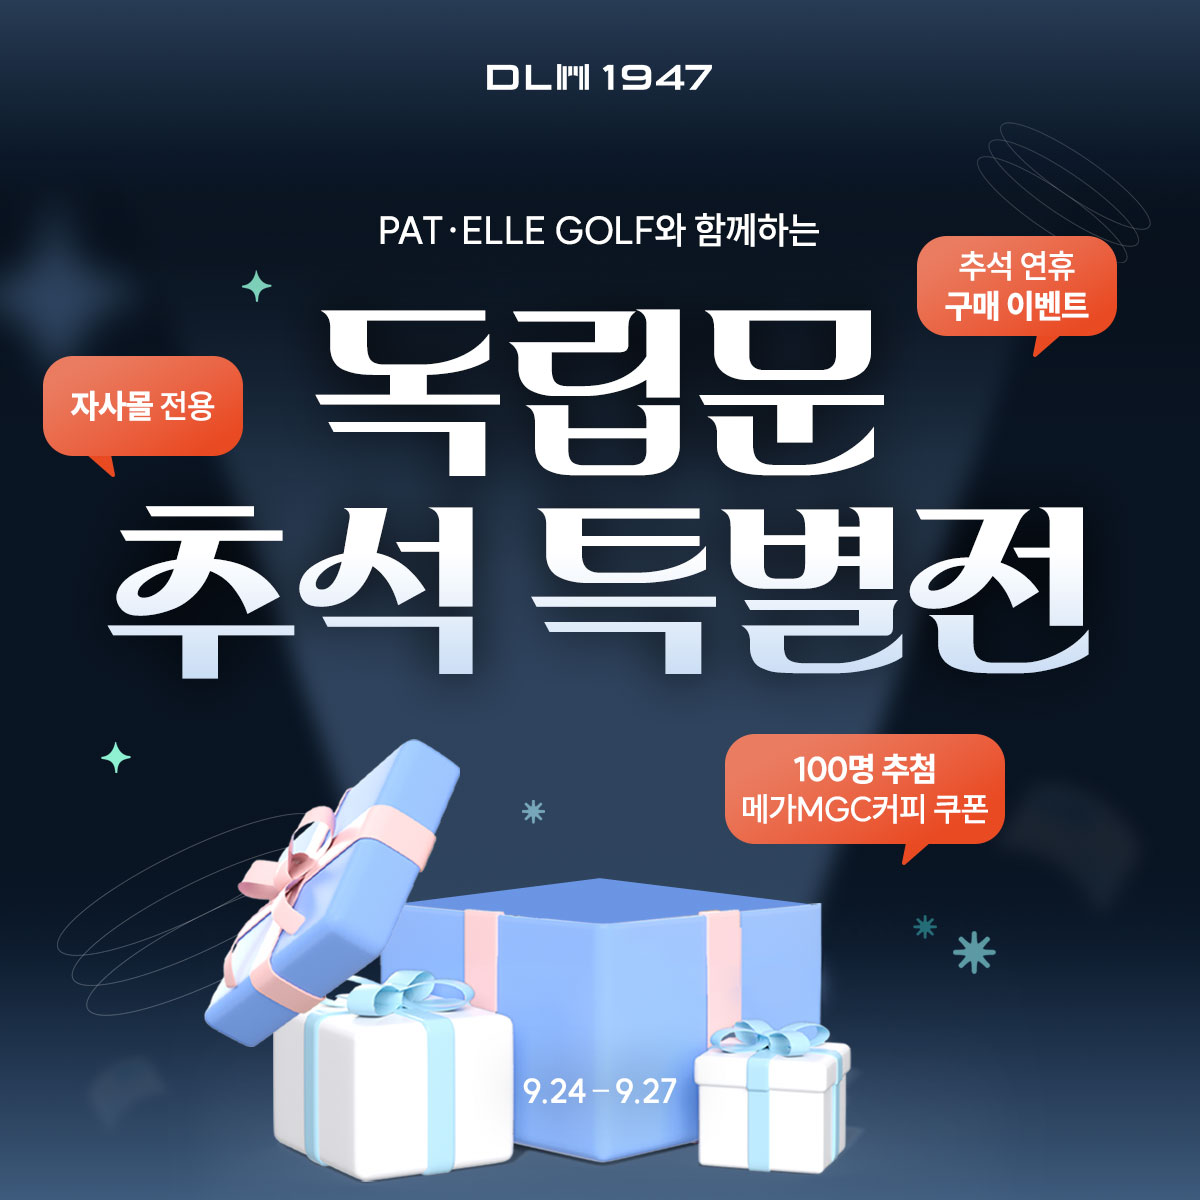 DLM 1947
PAT·ELLE GOLF와 함께하는
추석 연휴
구매 이벤트
독립문
자사몰 전용
추석 특별전
100명 추첨
메가MGC커피 쿠폰
9.24 – 9.27